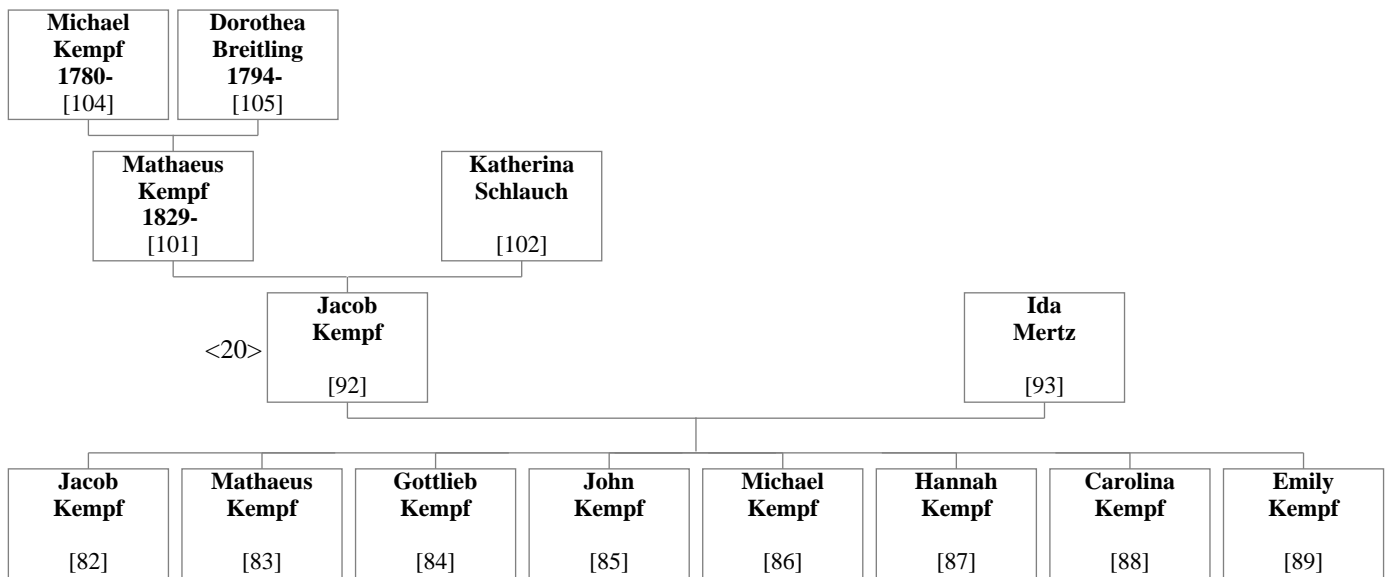 Michael
Kempf
1780-
[104]
Dorothea
Breitling
1794-
[105]
Mathaeus
Kempf
1829-
[101]
Katherina
Schlauch
[102]
<20>
Jacob
Kempf
[92]
Ida
Mertz
[93]
Jacob
Kempf
[82]
Mathaeus
Kempf
[83]
Gottlieb
Kempf
[84]
John
Kempf
[85]
Michael
Kempf
[86]
Hannah
Kempf
[87]
Carolina
Kempf
[88]
Emily
Kempf
[89]